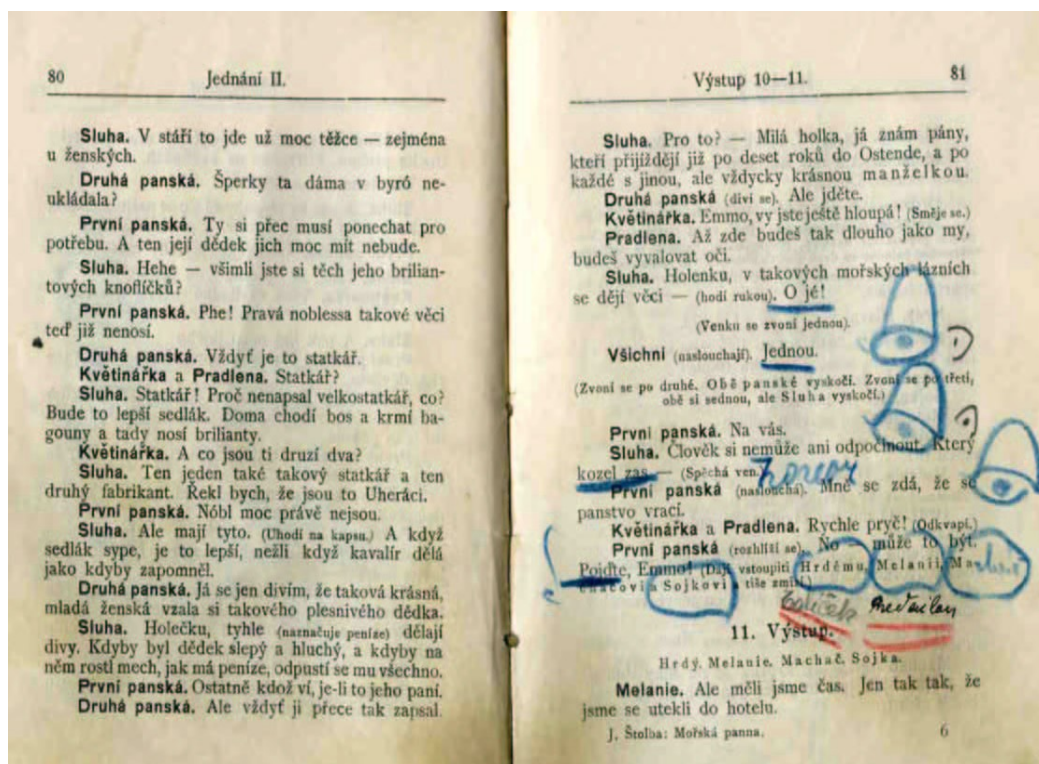 80
Jednání II.
Sluha. V stáří to jde už moc těžce — zejména
u ženských.
Druhá panská. Šperky ta dáma v byró ne-
ukládala?
První panská. Ty si přec musí ponechat pro
potřebu. A ten její dědek jich moc mít nebude.
Sluha. Hehe — všimli jste si těch jeho brilian-
tových knoflíčků?
První panská. Phe! Pravá noblessa takové věci
teď již nenosí.
Druhá panská. Vždyť je to statkář.
Květinářka a Pradlena. Statkář?
Sluha. Statkář! Proč nenapsal velkostatkář, co?
Bude to lepší sedlák. Doma chodí bos a krmí ba-
gouny a tady nosí brilianty.
Květinářka. A co jsou ti druzí dva?
Sluha. Ten jeden také takový statkář a ten
druhý fabrikant. Řekl bych, že jsou to Uheráci.
První panská. Nóbl moc právě nejsou.
Sluha. Ale mají tyto. (Uhodí na kapsu.) A když
sedlák sype, je to lepší, nežli když kavalír dělá
jako kdyby zapomněl.
Druhá panská. Já se jen divím, že taková krásná,
mladá ženská vzala si takového plesnivého dědka.
Sluha. Holečku, tyhle (naznačuje peníze) dělají
divy. Kdyby byl dědek slepý a hluchý, a kdyby na
něm rostl mech, jak má peníze, odpustí se mu všechno.
První panská. Ostatně kdož ví, je-li to jeho paní.
Druhá panská. Ale vždyť ji přece tak zapsal.
Výstup 10—11.
81
Sluha. Pro to? — Milá holka, já znám pány,
kteří přijíždějí již po deset roků do Ostende, a po
každé s jinou, ale vždycky krásnou manželkou.
Druhá panská (diví se). Ale jděte.
Květinářka. Emmo, vy jste ještě hloupá! (Směje se.)
Pradlena. Až zde budeš tak dlouho jako my,
budeš vyvalovat oči.
Sluha. Holenku, v takových mořských lázních
se dějí věci — (hodí rukou). O jé!
(Venku se zvoní jednou).
Všichni (naslouchají). Jednou.
(Zvoní se po druhé. Obě panské vyskočí. Zvoní se po třetí,
obě si sednou, ale Sluha vyskočí.)
První panská. Na vás.
Sluha. Člověk si nemůže ani odpočinout. Který
kozel zas — (Spěchá ven.)
První panská (naslouchá). Mně se zdá, že se
panstvo vrací.
Květinářka a Pradlena. Rychle pryč! (Odkvapí.)
První panská (rozhlíží se). No může to být.
Pojďte, Emmo! (Dají vstoupiti Hrdému, Melanii, Ma-
chačovi a Sojkovi, tiše zmizí.)
11. Výstup.
Hrdý. Melanie. Machač. Sojka.
Melanie. Ale měli jsme čas. Jen tak tak, že
jsme se utekli do hotelu.
J. Štolba: Mořská panna.
6